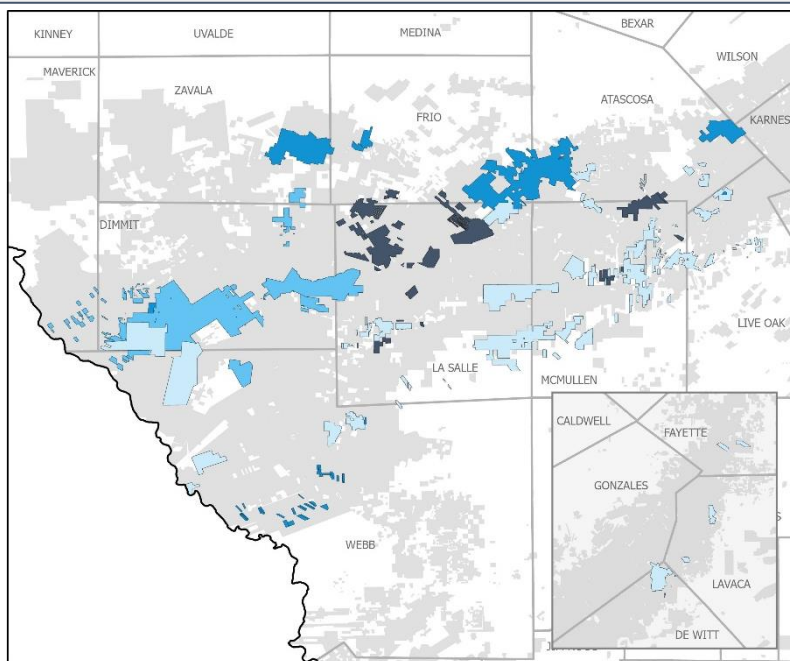 BEXAR
KINNEY
UVALDE
MEDINA
WILSON
MAVERICK
ZAVALA
ATASCOSA
FRIO
KARNES
DIMMIT
LIVE OAK
LA SALLE
MCMULLEN
CALDWELL
FAYETTE
GONZALES
WEBB
LAVACA
DE WITT